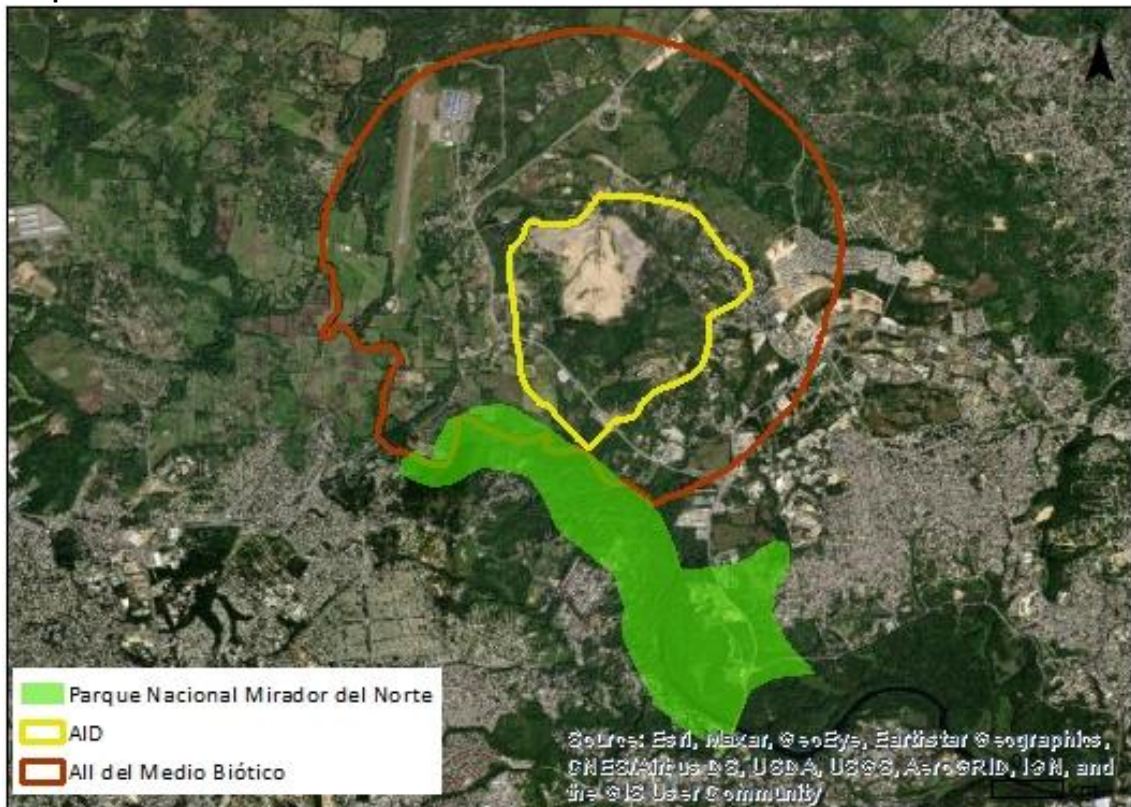 Parque Nacional Mirador del Norte
AID
AII del Medio Biótico
Source: Esri, Maxar, GeoEye, Earthstar Geographics,
CNES/Airbus DS, USDA, USGS, AeroGRID, IGN, and
the GIS User Community